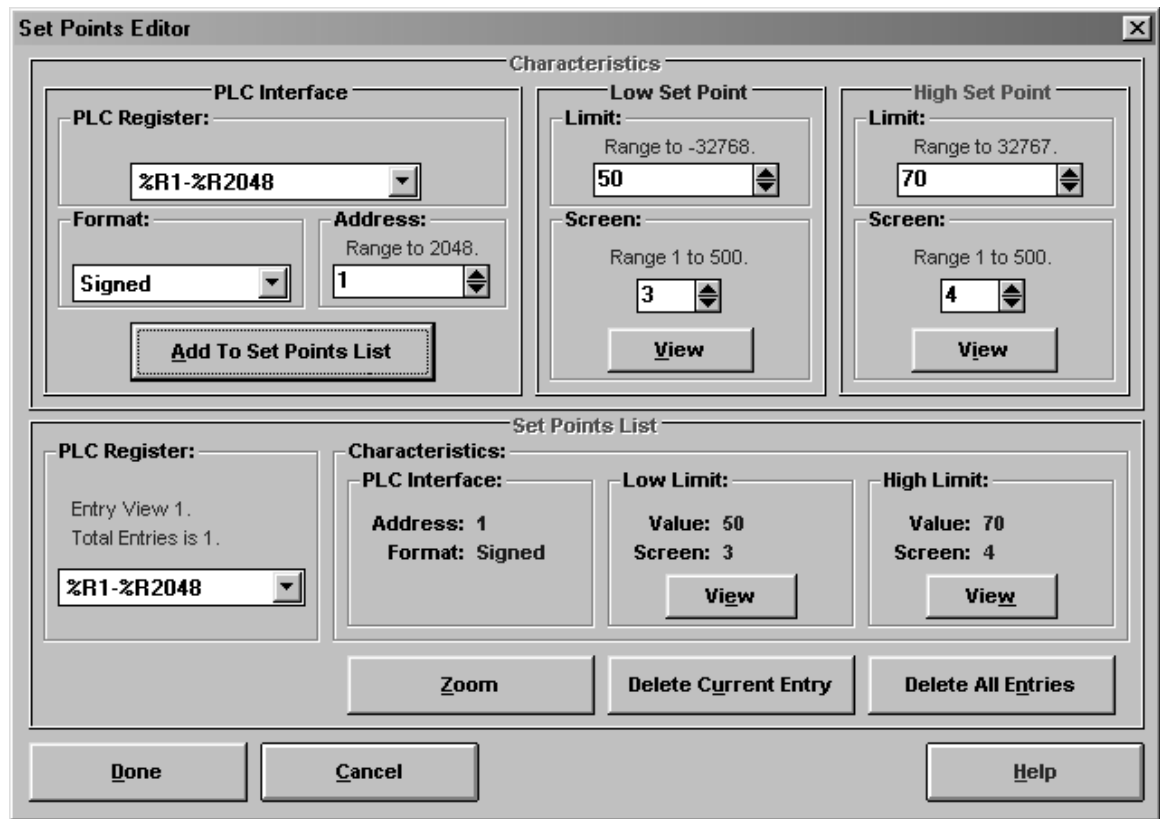 Set Points Editor
Characteristics
PLC Interface
PLC Register:
%R1-%R2048
Format:
Signed
Address:
Range to 2048.
1
Add To Set Points List
Low Set Point
Limit:
Range to -32768.
50
Screen:
Range 1 to 500.
3
View
High Set Point
Limit:
Range to 32767.
70
Screen:
Range 1 to 500.
4
View
Set Points List
PLC Register:
Entry View 1.
Total Entries is 1.
%R1-%R2048
Characteristics:
PLC Interface:
Address: 1
Format: Signed
Low Limit:
Value: 50
Screen: 3
View
High Limit:
Value: 70
Screen: 4
View
Zoom
Delete Current Entry
Delete All Entries
Done
Cancel
Help